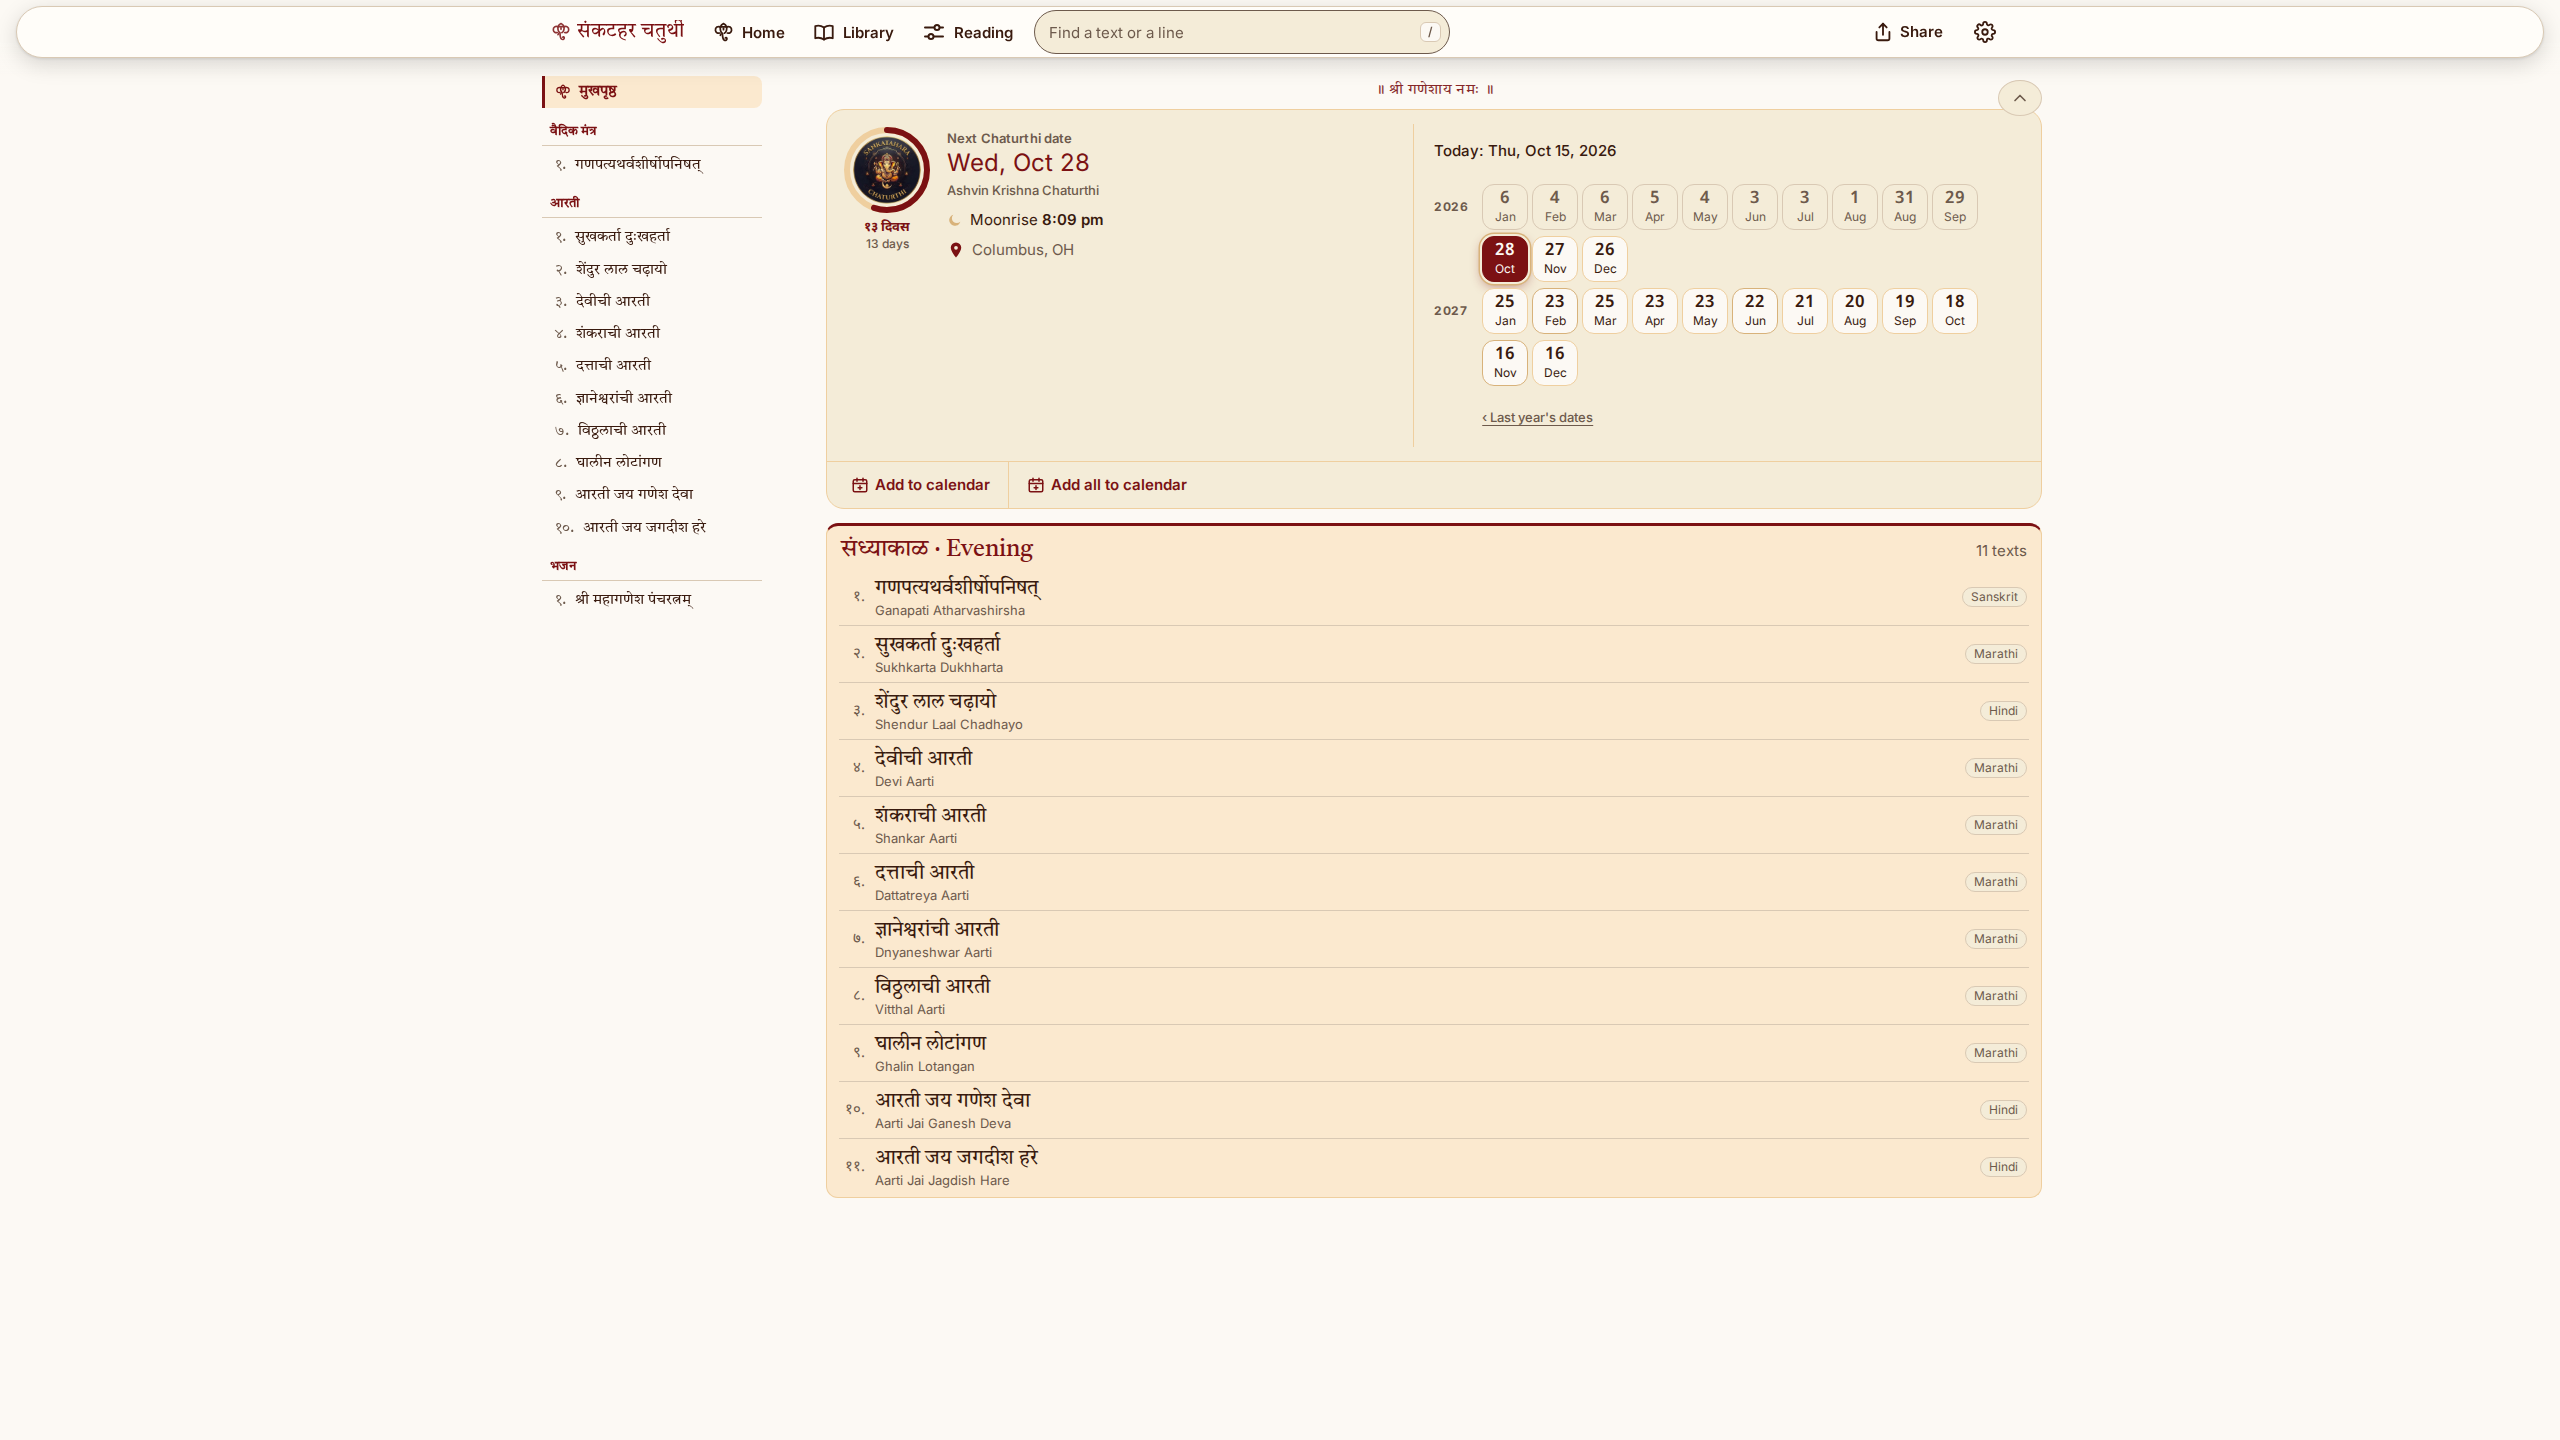 संकटहर चतुर्थी Home Library Reading Find a text or a line / Share
मुखपृष्ठ
वैदिक मंत्र
१. गणपत्यथर्वशीर्षोपनिषत्
आरती
१. सुखकर्ता दुःखहर्ता
२. शेंदुर लाल चढ़ायो
३. देवीची आरती
४. शंकराची आरती
५. दत्ताची आरती
६. ज्ञानेश्वरांची आरती
७. विठ्ठलाची आरती
८. घालीन लोटांगण
९. आरती जय गणेश देवा
१०. आरती जय जगदीश हरे
भजन
१. श्री महागणेश पंचरत्नम्
॥ श्री गणेशाय नमः ॥
SANKATAHARA
CHATURTHI
१३ दिवस
13 days
Next Chaturthi date
Wed, Oct 28
Ashvin Krishna Chaturthi
Moonrise 8:09 pm
Columbus, OH
Today: Thu, Oct 15, 2026
2026
6 Jan 4 Feb 6 Mar 5 Apr 4 May 3 Jun 3 Jul 1 Aug 31 Aug 29 Sep
28 Oct 27 Nov 26 Dec
2027
25 Jan 23 Feb 25 Mar 23 Apr 23 May 22 Jun 21 Jul 20 Aug 19 Sep 18 Oct
16 Nov 16 Dec
‹ Last year's dates
Add to calendar Add all to calendar
संध्याकाळ · Evening 11 texts
१. गणपत्यथर्वशीर्षोपनिषत्
Ganapati Atharvashirsha Sanskrit
२. सुखकर्ता दुःखहर्ता
Sukhkarta Dukhharta Marathi
३. शेंदुर लाल चढ़ायो
Shendur Laal Chadhayo Hindi
४. देवीची आरती
Devi Aarti Marathi
५. शंकराची आरती
Shankar Aarti Marathi
६. दत्ताची आरती
Dattatreya Aarti Marathi
७. ज्ञानेश्वरांची आरती
Dnyaneshwar Aarti Marathi
८. विठ्ठलाची आरती
Vitthal Aarti Marathi
९. घालीन लोटांगण
Ghalin Lotangan Marathi
१०. आरती जय गणेश देवा
Aarti Jai Ganesh Deva Hindi
११. आरती जय जगदीश हरे
Aarti Jai Jagdish Hare Hindi